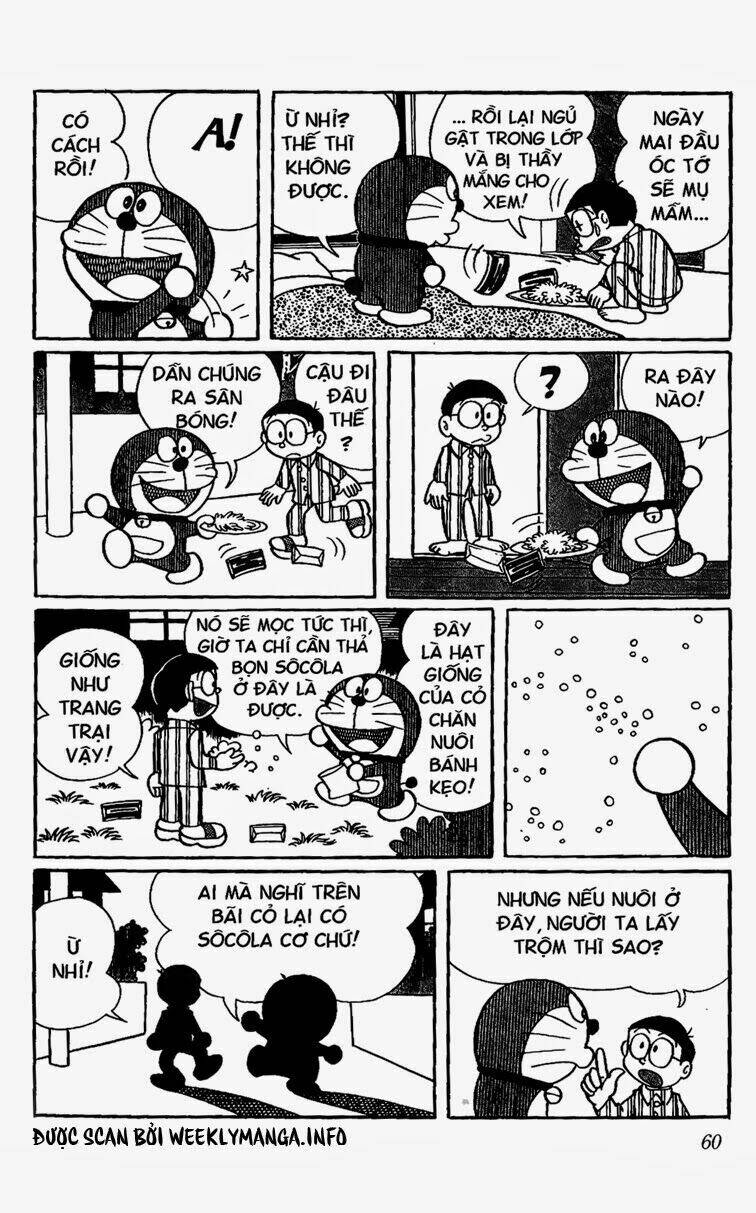 NGÀY
MAI ĐẦU
ÓC TỚ
SẼ MỤ
MẪM...
... RỒI LẠI NGỦ
GẬT TRONG LỚP
VÀ BỊ THẦY
MẮNG CHO
XEM!
Ừ NHỈ?
THẾ THÌ
KHÔNG
ĐƯỢC.
A!
CÓ
CÁCH
RỒI!
RA ĐÂY
NÀO!
?
CẬU ĐI
ĐÂU
THẾ
?
DẪN CHÚNG
RA SÂN
BÓNG!
ĐÂY
LÀ HẠT
GIỐNG
CỦA CỎ
CHĂN
NUÔI
BÁNH
KẸO!
NÓ SẼ MỌC TỨC THÌ,
GIỜ TA CHỈ CẦN THẢ
BỌN SÔCÔLA
Ở ĐÂY LÀ
ĐƯỢC.
GIỐNG
NHƯ
TRANG
TRẠI
VẬY!
NHƯNG NẾU NUÔI Ở
ĐÂY, NGƯỜI TA LẤY
TRỘM THÌ SAO?
AI MÀ NGHĨ TRÊN
BÃI CỎ LẠI CÓ
SÔCÔLA CƠ CHỨ!
Ừ
NHỈ!
ĐƯỢC SCAN BỞI WEEKLYMANGA.INFO
60